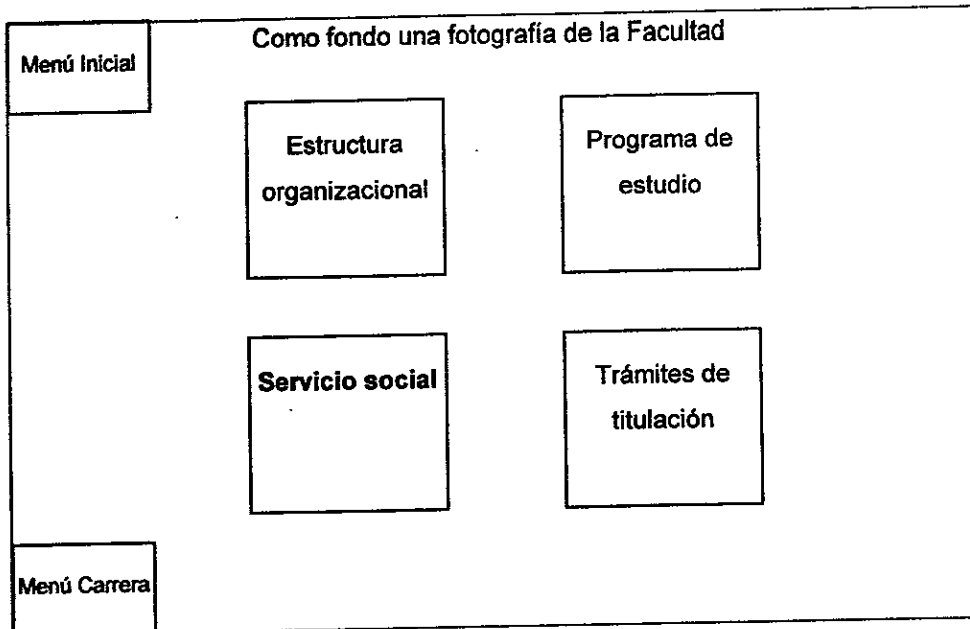 Como fondo una fotografía de la Facultad
Menú Inicial
Estructura
organizacional
Programa de
estudio
Servicio social
Trámites de
titulación
Menú Carrera